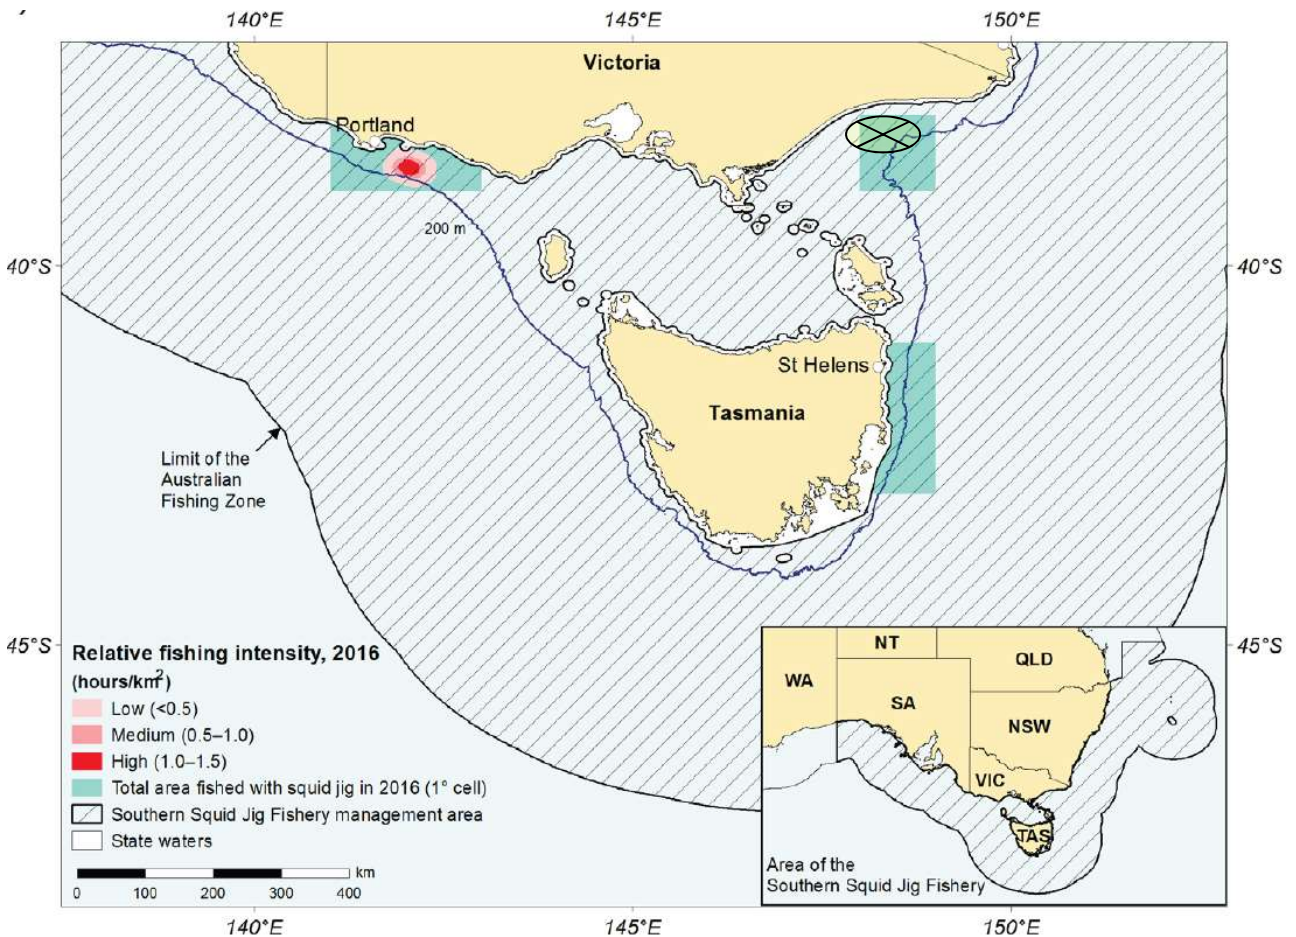 140°E 145°E 150°E
Victoria
Portland
200 m
40°S 40°S
St Helens
Tasmania
Limit of the
Australian
Fishing Zone
45°S 45°S
Relative fishing intensity, 2016
(hours/km²)
Low (<0.5)
Medium (0.5–1.0)
High (1.0–1.5)
Total area fished with squid jig in 2016 (1° cell)
Southern Squid Jig Fishery management area
State waters
km
0 100 200 300 400
NT
QLD
WA
SA
NSW
VIC
TAS
Area of the
Southern Squid Jig Fishery
140°E 145°E 150°E